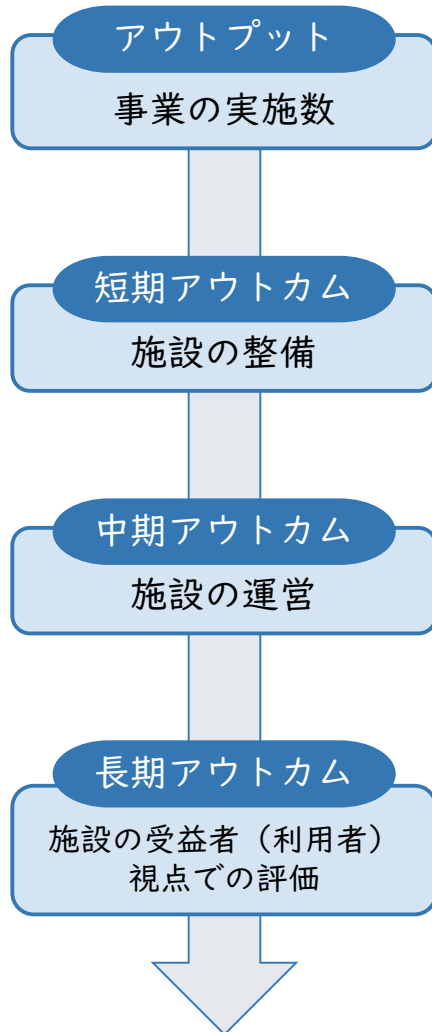 アウトプット
事業の実施数
短期アウトカム
施設の整備
中期アウトカム
施設の運営
長期アウトカム
施設の受益者（利用者）
視点での評価